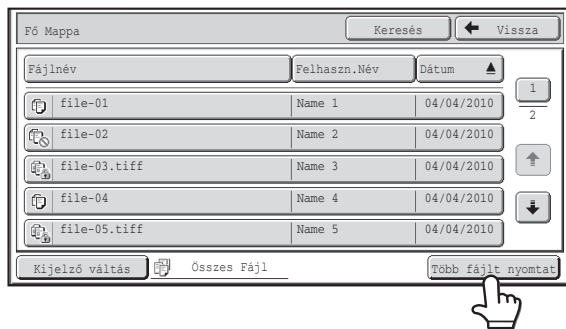 Fő Mappa Keresés Vissza
Fájlnév Felhaszn.Név Dátum
file-01 Name 1 04/04/2010
file-02 Name 2 04/04/2010
file-03.tiff Name 3 04/04/2010
file-04 Name 4 04/04/2010
file-05.tiff Name 5 04/04/2010
1
2
Kijelző váltás Összes Fájl Több fájlt nyomtat